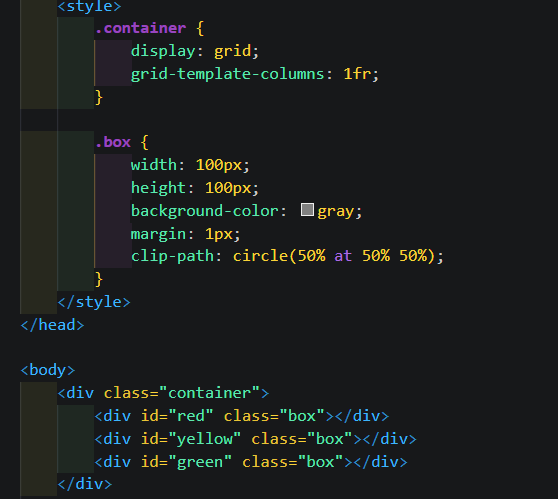 <style>
.container {
display: grid;
grid-template-columns: 1fr;
}
.box {
width: 100px;
height: 100px;
background-color: gray;
margin: 1px;
clip-path: circle(50% at 50% 50%);
}
</style>
</head>
<body>
<div class="container">
<div id="red" class="box"></div>
<div id="yellow" class="box"></div>
<div id="green" class="box"></div>
</div>